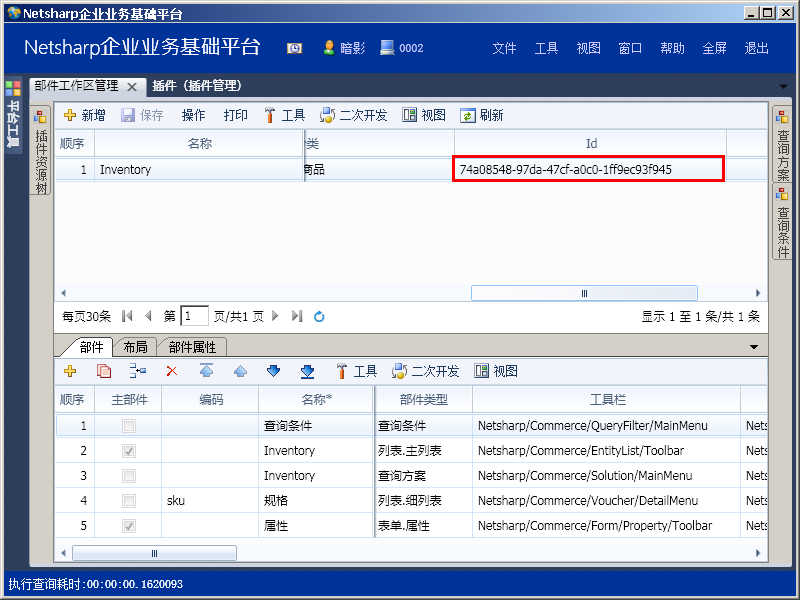 Netsharp企业业务基础平台
Netsharp企业业务基础平台 暗影 0002 文件 工具 视图 窗口 帮助 全屏 退出
平台工具
部件工作区管理 插件（插件管理）
插件资源树
新增 保存 操作 打印 工具 二次开发 视图 刷新
顺序 名称 类 Id
1 Inventory 商品 74a08548-97da-47cf-a0c0-1ff9ec93f945
查询方案
查询条件
每页30条 第 1 页/共1 页 显示 1 至 1 条/共 1 条
部件 布局 部件属性
工具 二次开发 视图
顺序 主部件 编码 名称* 部件类型 工具栏
1 查询条件 查询条件 Netsharp/Commerce/QueryFilter/MainMenu Nets
2 Inventory 列表.主列表 Netsharp/Commerce/EntityList/Toolbar Nets
3 Inventory 查询方案 Netsharp/Commerce/Solution/MainMenu Nets
4 sku 规格 列表.细列表 Netsharp/Commerce/Voucher/DetailMenu Nets
5 属性 表单.属性 Netsharp/Commerce/Form/Property/Toolbar Nets
执行查询耗时:00:00:00.1620093